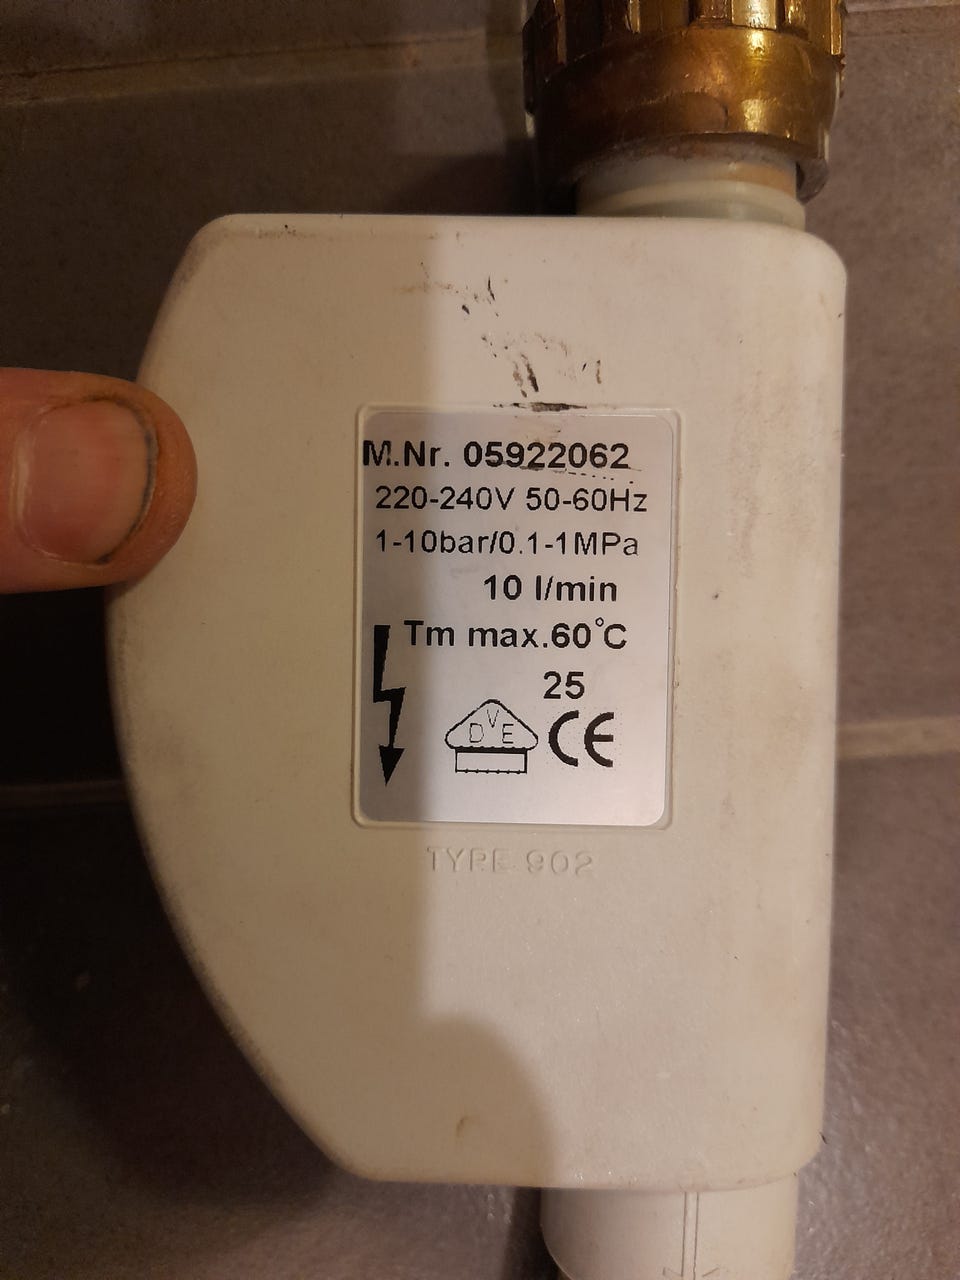 M.Nr. 05922062
220-240V 50-60Hz
1-10bar/0.1-1MPa
10 l/min
Tm max.60°C
25
DVE CE
TYPE 902